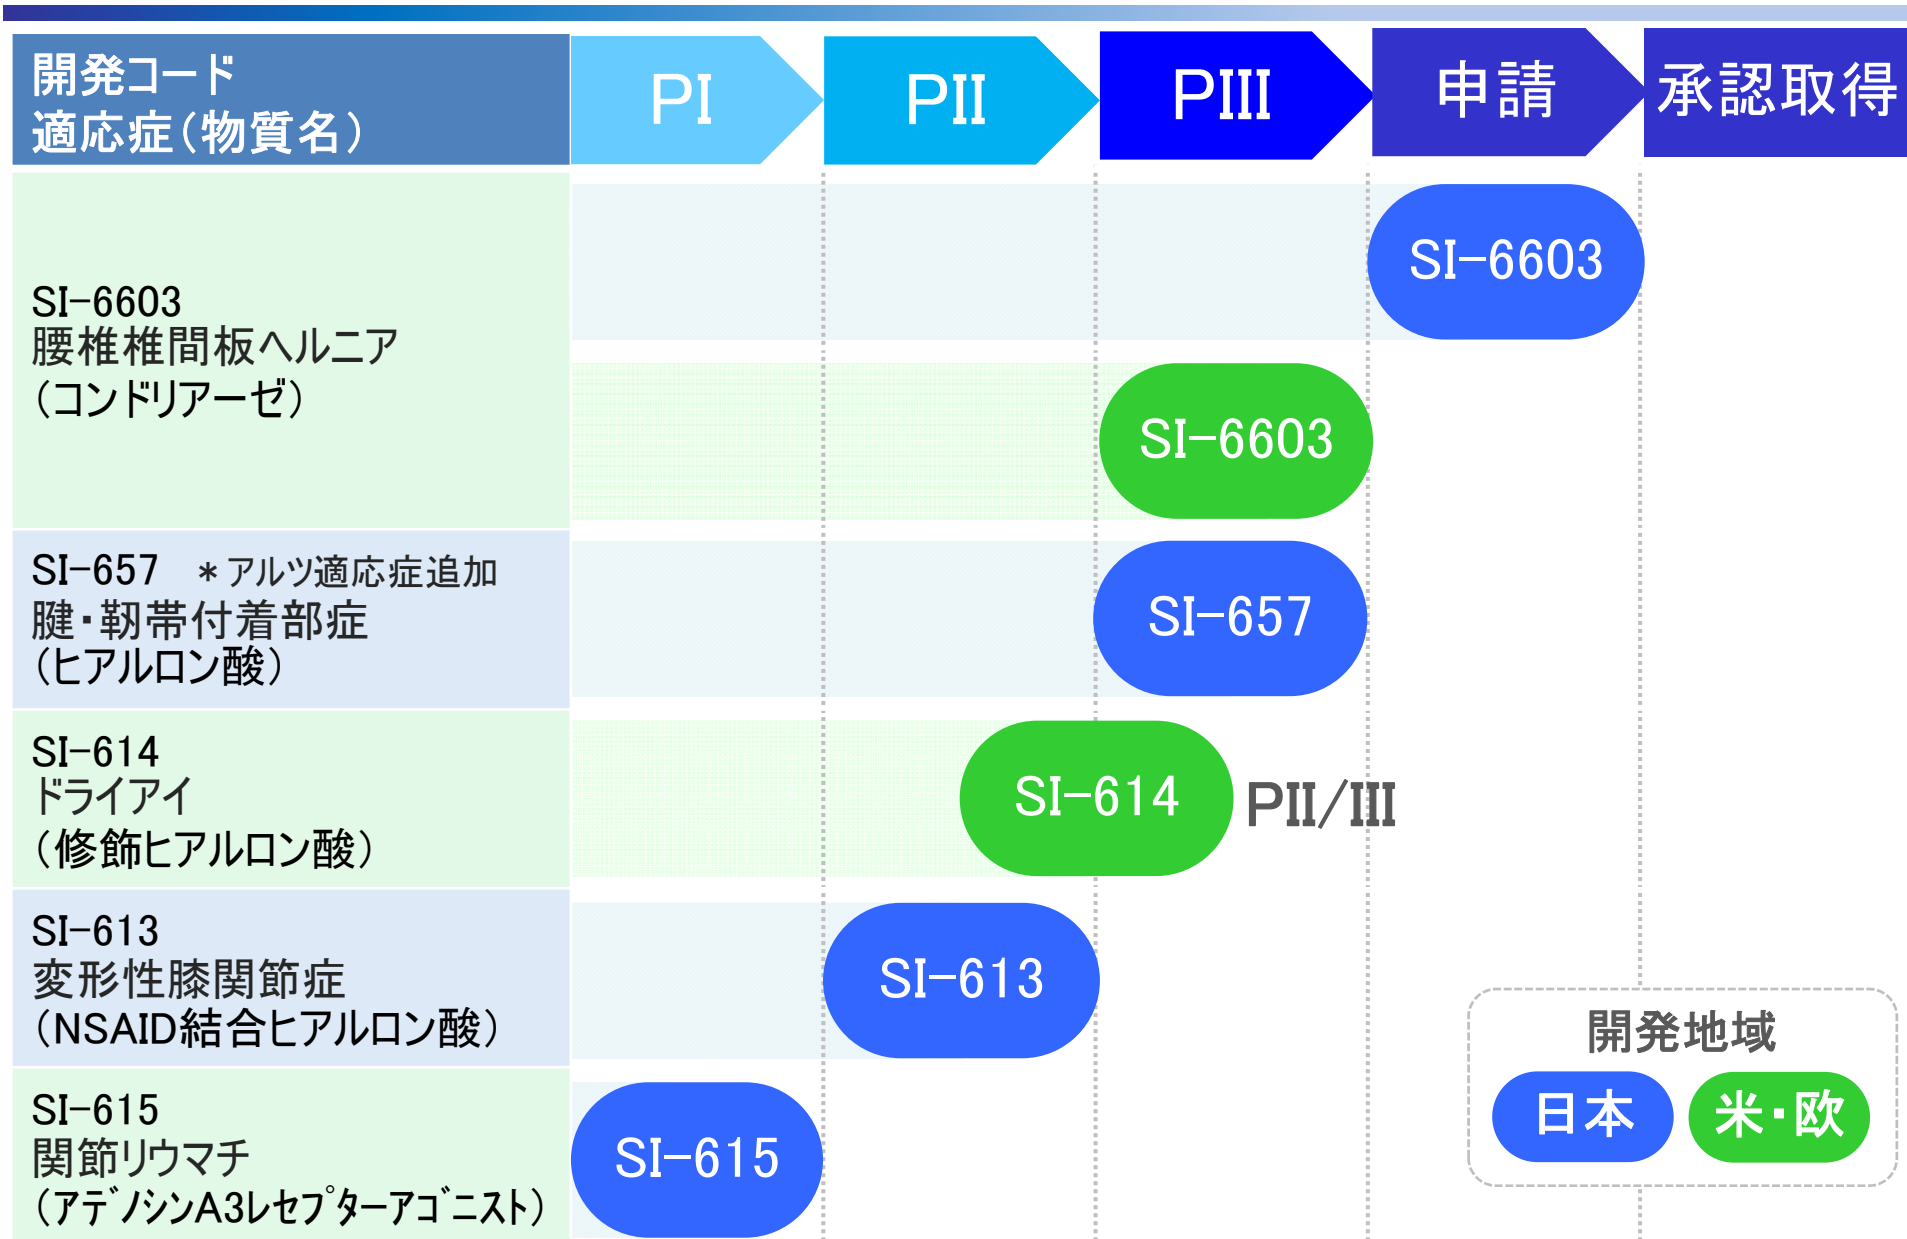 開発コード
適応症(物質名)
PI
PII
PIII
申請
承認取得
SI-6603
腰椎椎間板ヘルニア
(コンドリアーゼ)
SI-6603
SI-6603
SI-657 *アルツ適応症追加
腱・靭帯付着部症
(ヒアルロン酸)
SI-657
SI-614
ドライアイ
(修飾ヒアルロン酸)
SI-614
PII/III
SI-613
変形性膝関節症
(NSAID結合ヒアルロン酸)
SI-613
SI-615
関節リウマチ
(アデノシンA3レセプターアゴニスト)
SI-615
開発地域
日本
米・欧